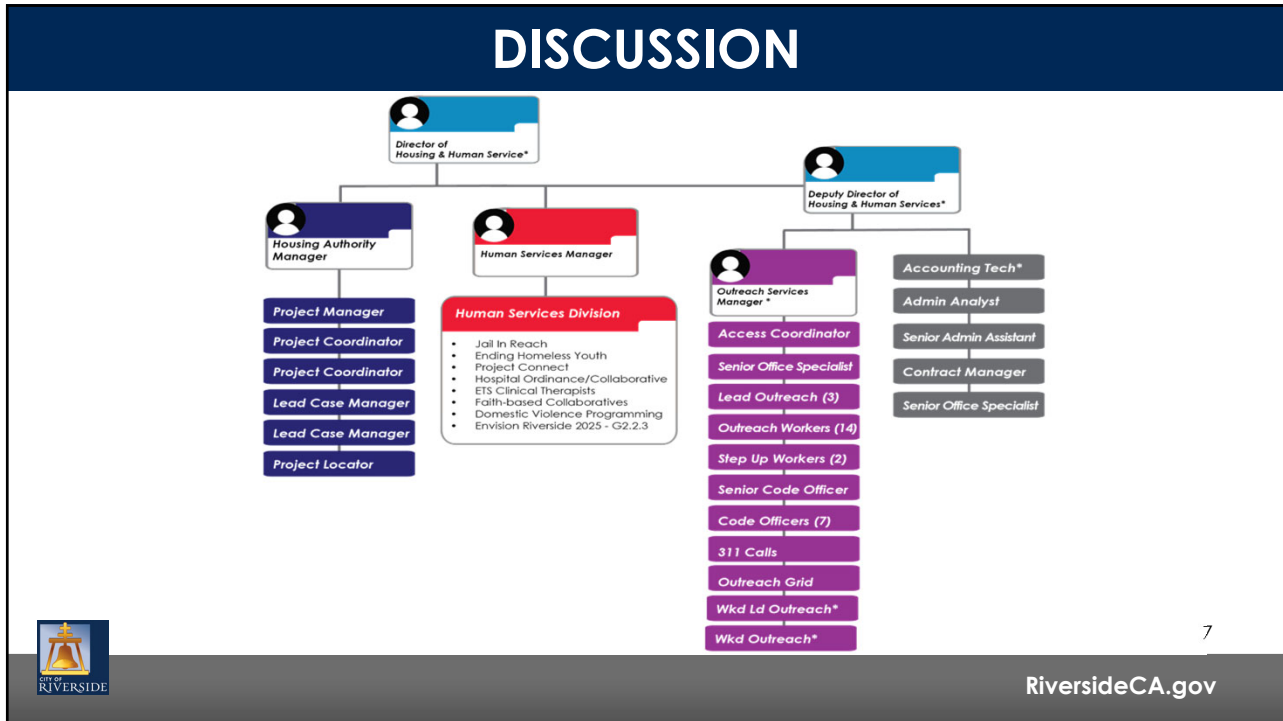 DISCUSSION
Director of
Housing & Human Service*
Deputy Director of
Housing & Human Services*
Housing Authority
Manager
Human Services Manager
Outreach Services
Manager *
Project Manager
Project Coordinator
Project Coordinator
Lead Case Manager
Lead Case Manager
Project Locator
Human Services Division
• Jail In Reach
• Ending Homeless Youth
• Project Connect
• Hospital Ordinance/Collaborative
• ETS Clinical Therapists
• Faith-based Collaboratives
• Domestic Violence Programming
• Envision Riverside 2025 - G2.2.3
Access Coordinator
Senior Office Specialist
Lead Outreach (3)
Outreach Workers (14)
Step Up Workers (2)
Senior Code Officer
Code Officers (7)
311 Calls
Outreach Grid
Wkd Ld Outreach*
Wkd Outreach*
Accounting Tech*
Admin Analyst
Senior Admin Assistant
Contract Manager
Senior Office Specialist
7
CITY OF
RIVERSIDE
RiversideCA.gov